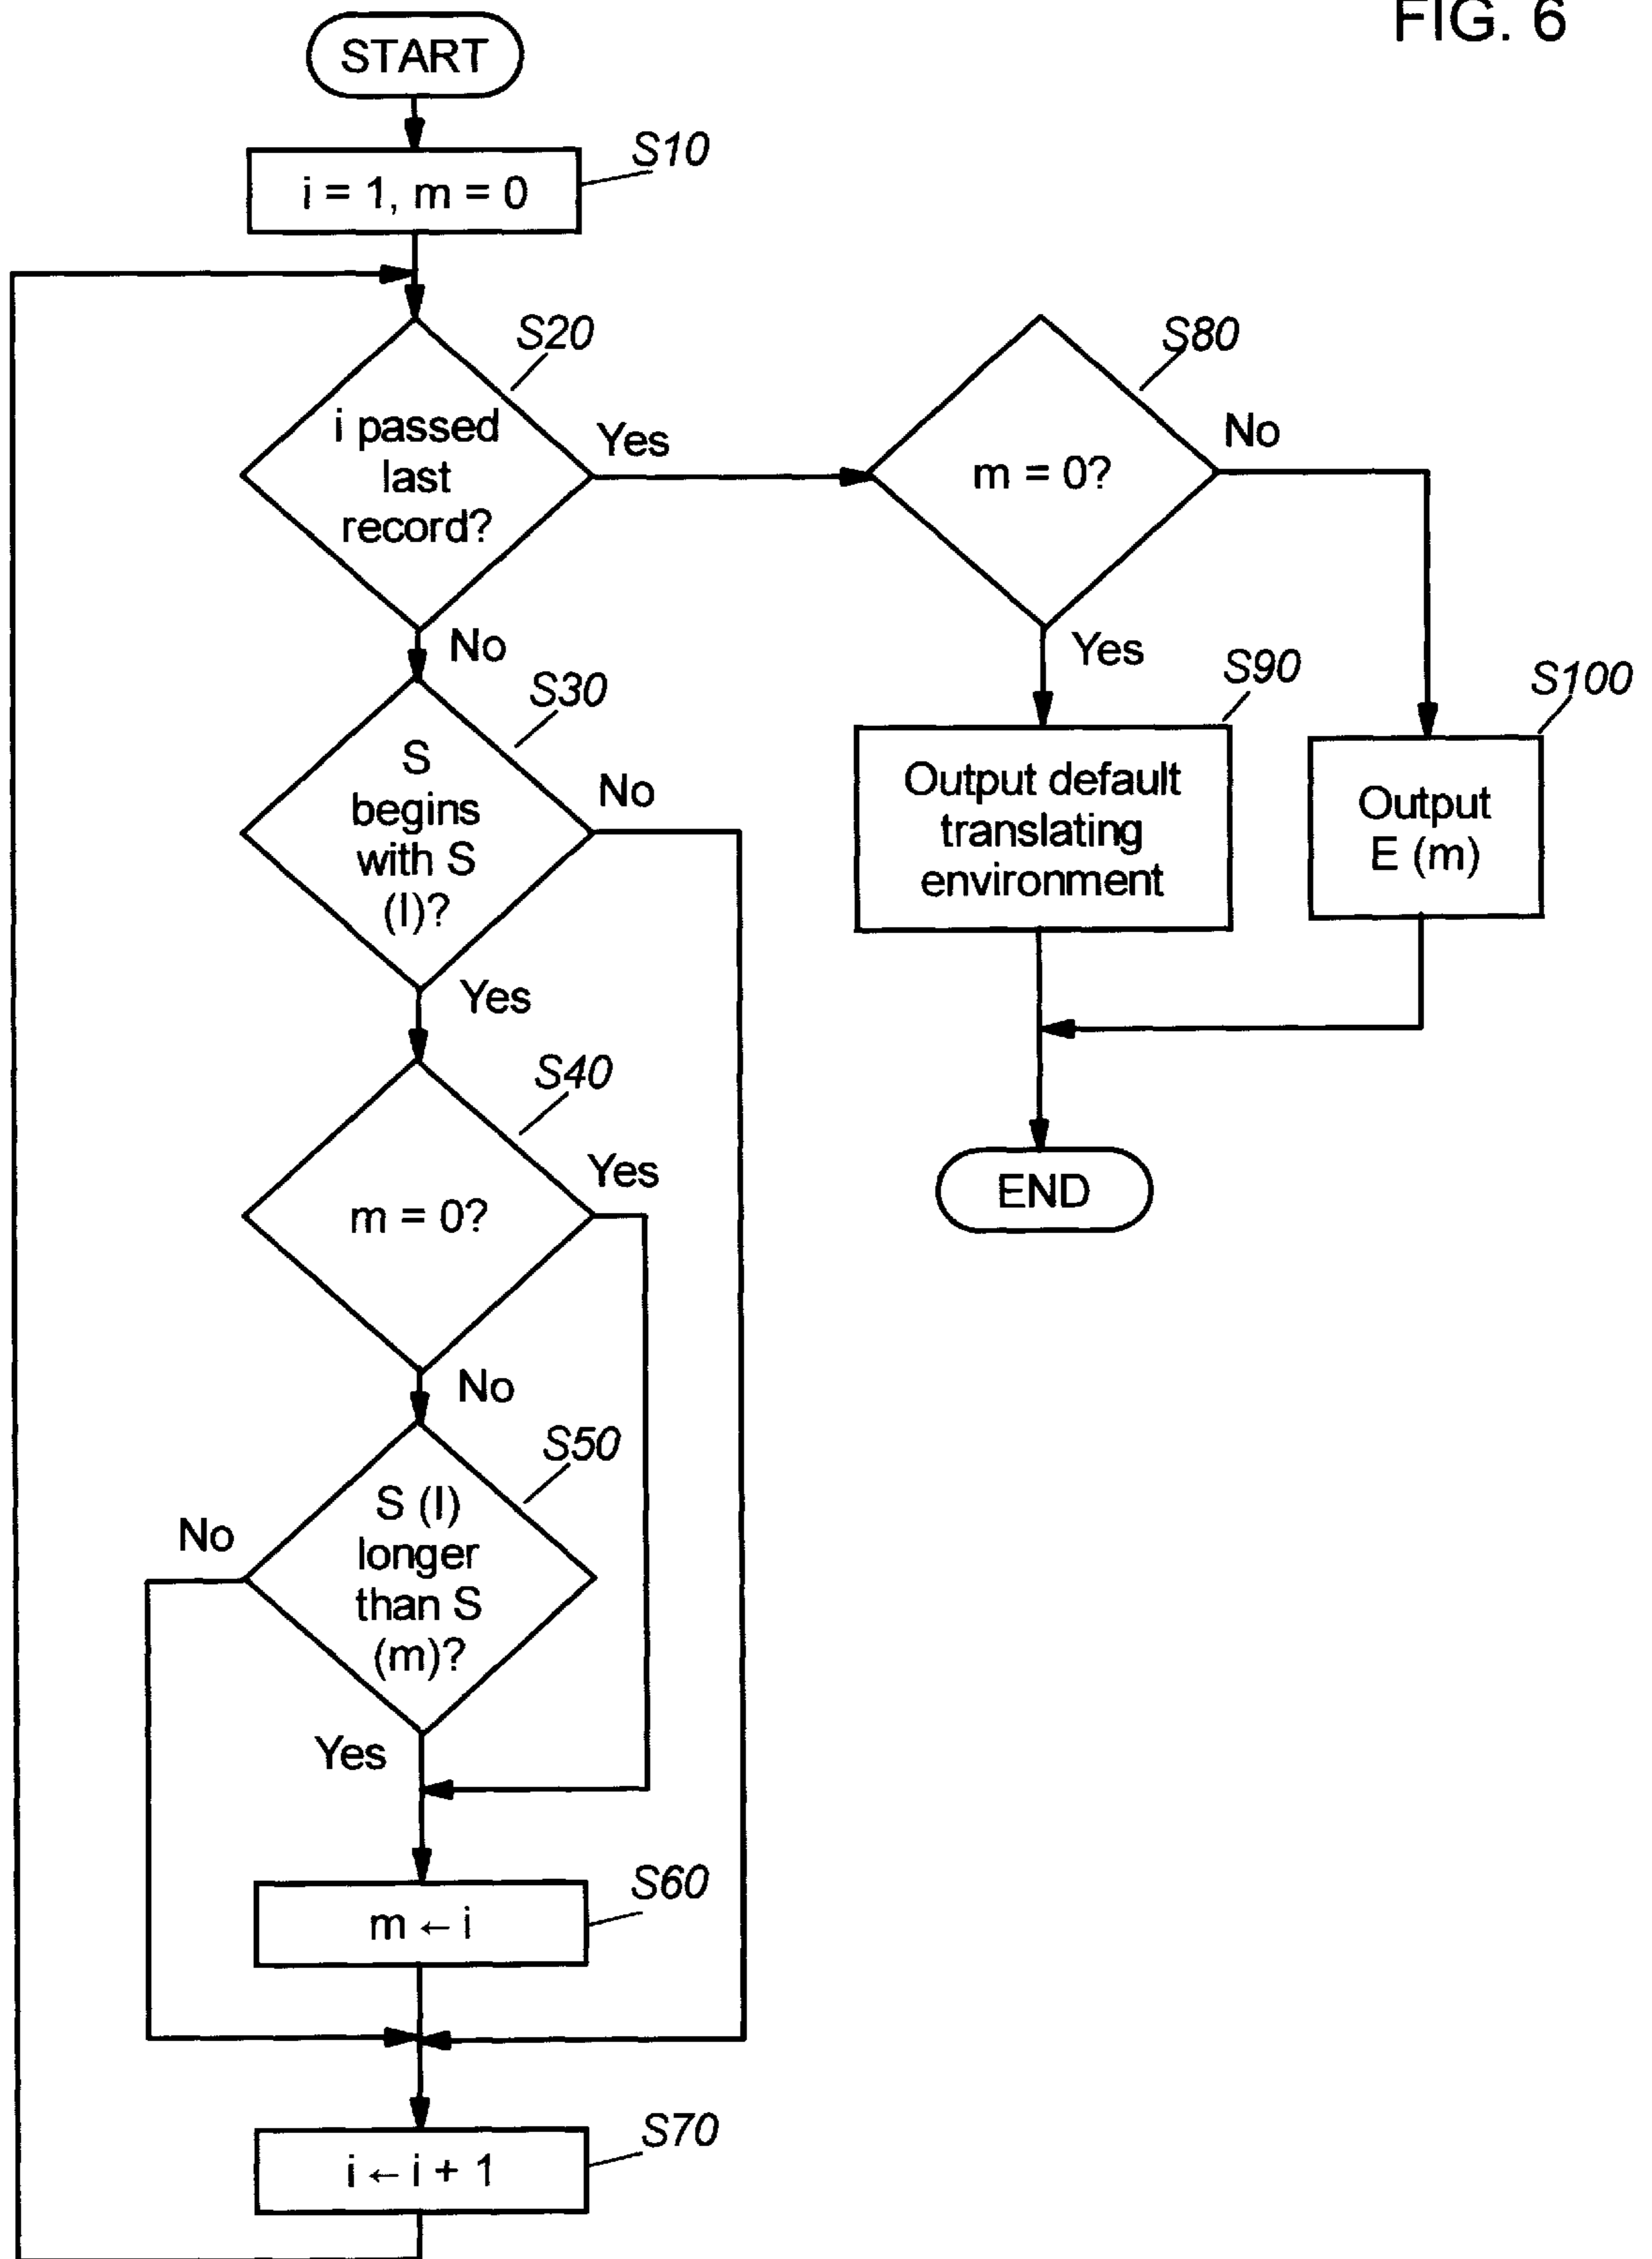 FIG. 6
START
S10
i = 1, m = 0
S20
i passed
last
record?
Yes
No
S80
m = 0?
No
Yes
S30
S
begins
with S
(I)?
No
Yes
S90
Output default
translating
environment
S100
Output
E (m)
END
S40
m = 0?
Yes
No
S50
S (I)
longer
than S
(m)?
No
Yes
S60
m ← i
S70
i ← i + 1